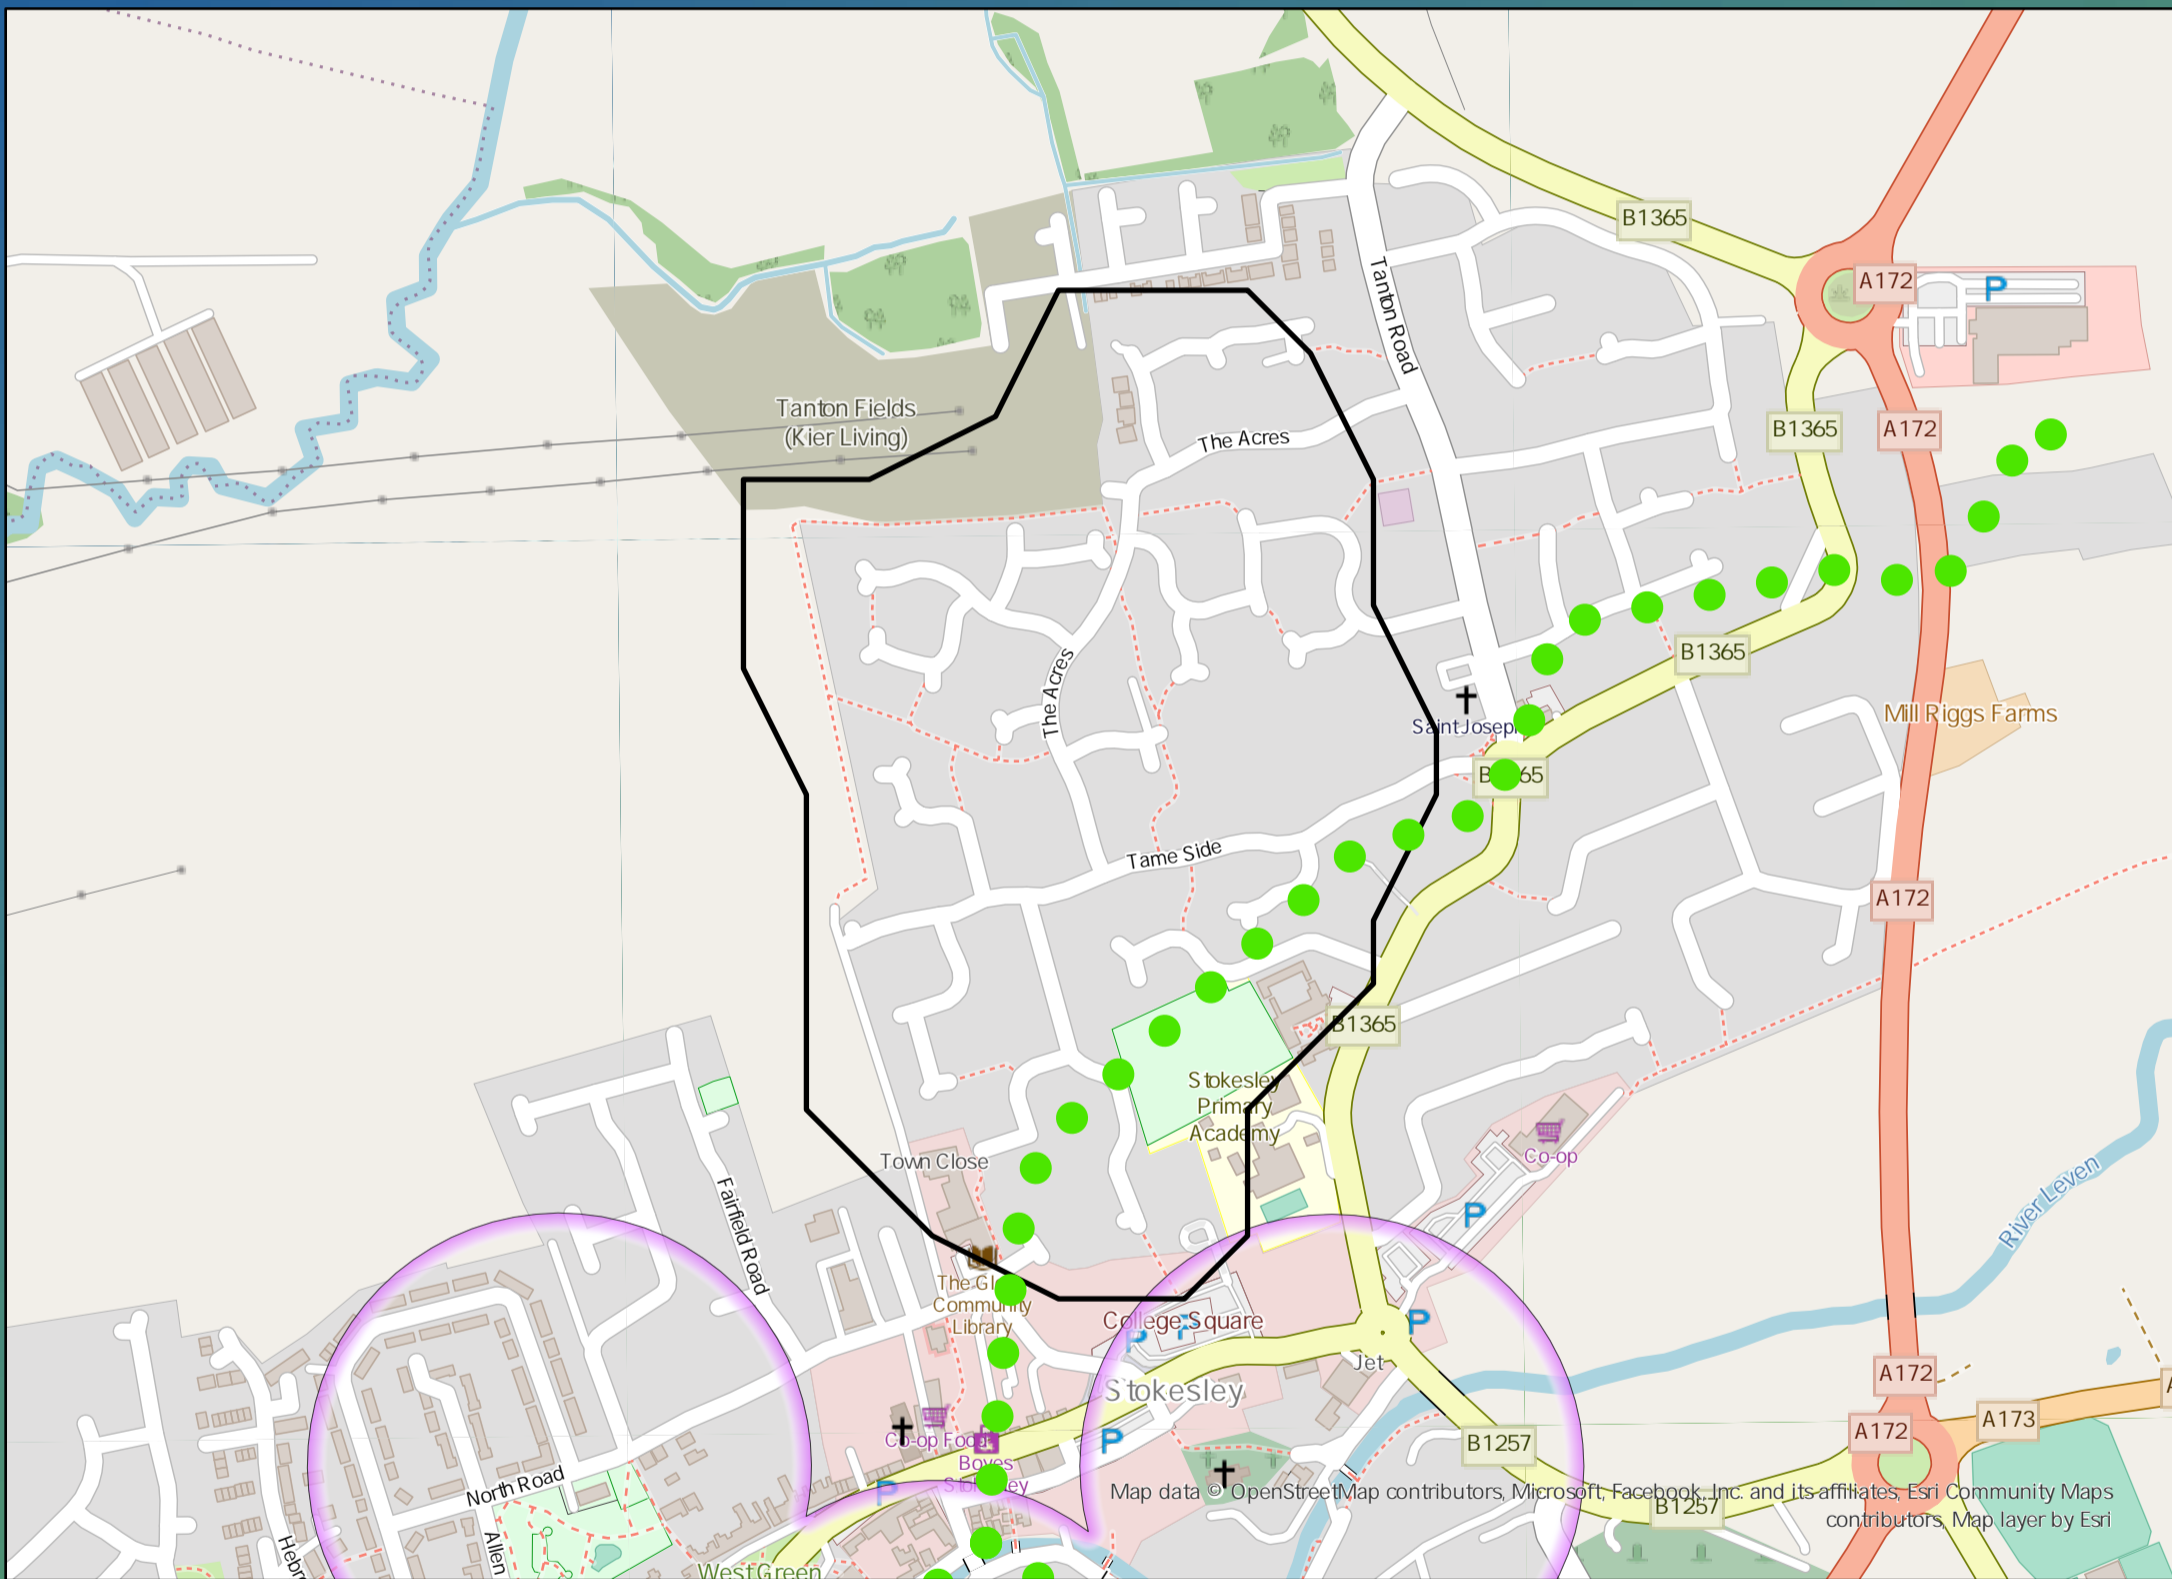 B1365
A172
P
Tanton Road
Tanton Fields
(Kier Living)
The Acres
B1365
A172
B1365
The Acres
Mill Riggs Farms
Saint Joseph
Tame Side
A172
B1365
Stokesley
Primary
Academy
Co-op
Town Close
Fairfield Road
P
River Leven
Community
Library
College Square
P
P
P
Jet
A172
Stokesley
A173
A172
Co-op Food
P
B1257
Boyes
North Road
P
Map data © OpenStreetMap contributors, Microsoft, Facebook, Inc. and its affiliates, Esri Community Maps
contributors, Map layer by Esri
B1257
Allen
West Green